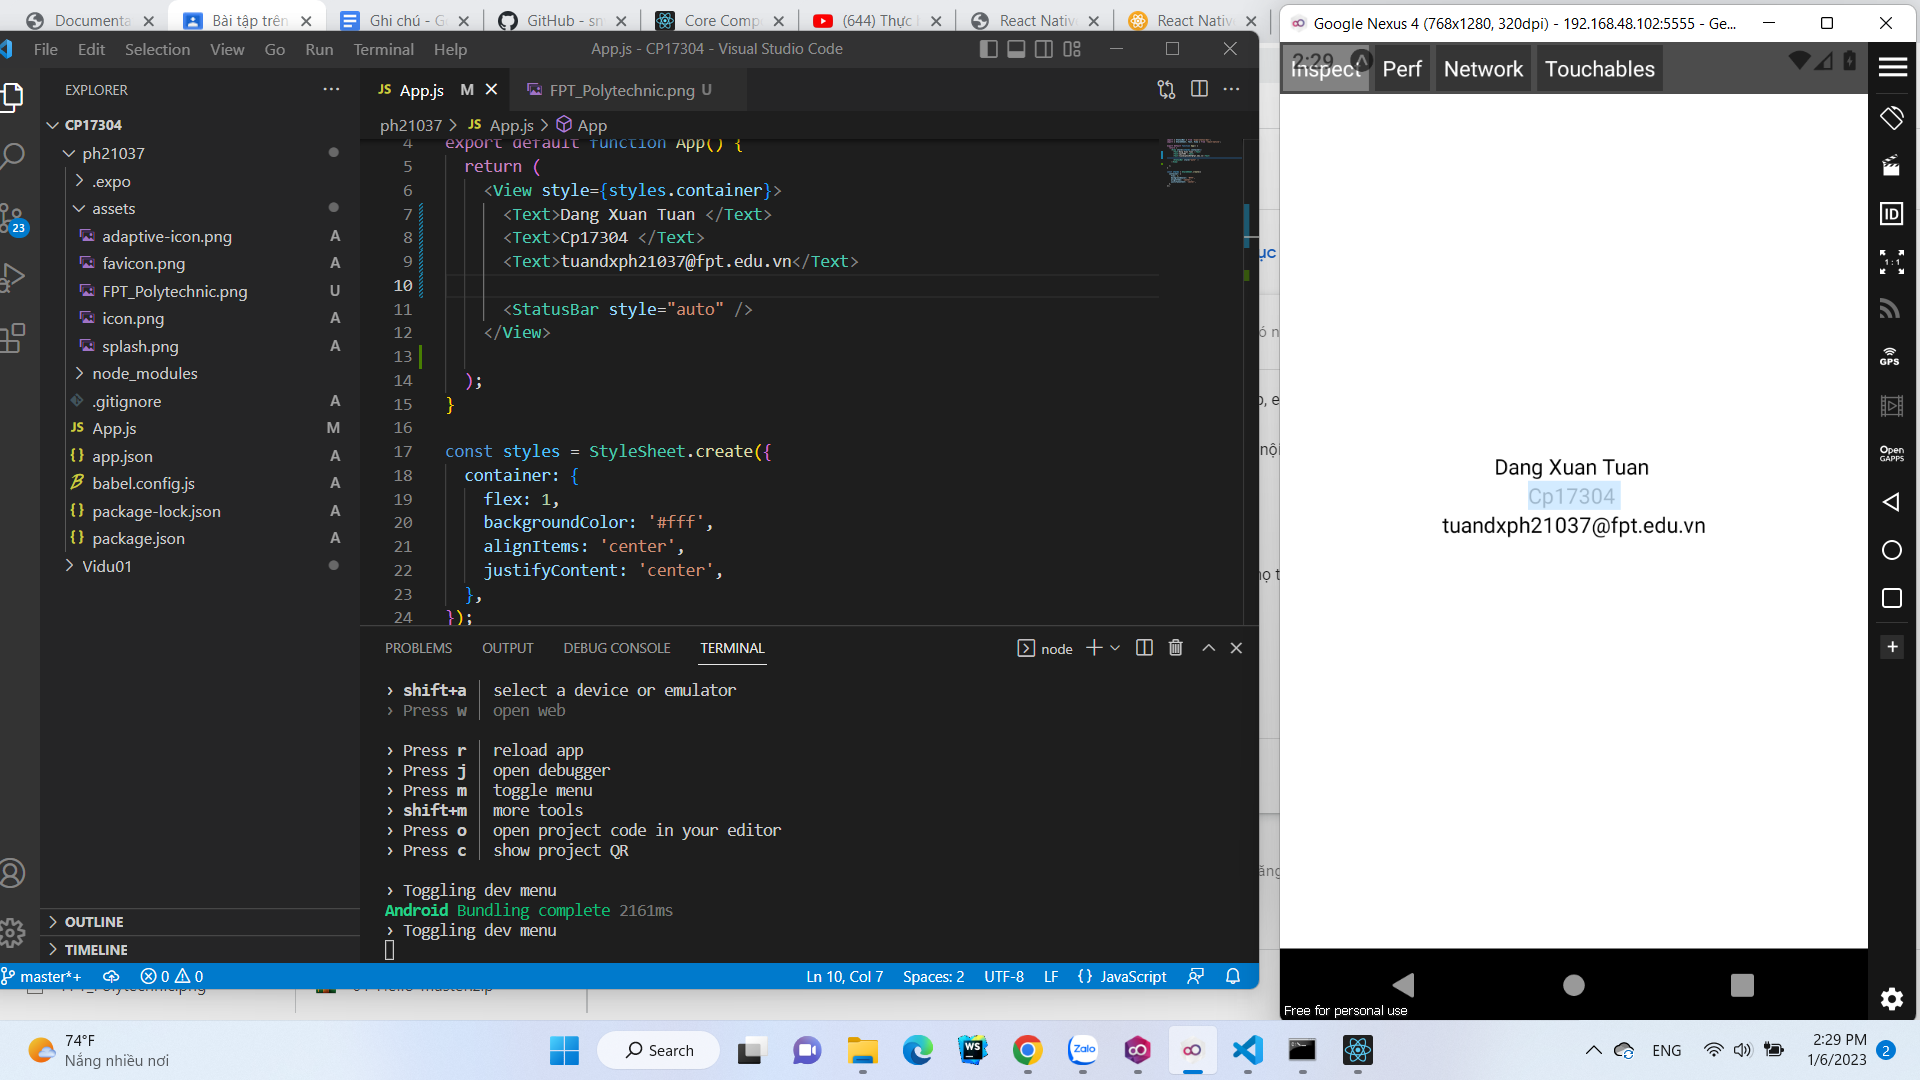 Documenta
Bài tập trên
Ghi chú - G
GitHub - sm
Core Comp
(644) Thực
React Nativ
React Nativ
File Edit Selection View Go Run Terminal Help
App.js - CP17304 - Visual Studio Code
EXPLORER
CP17304
ph21037
.expo
assets
adaptive-icon.png A
favicon.png A
FPT_Polytechnic.png U
icon.png A
splash.png A
node_modules
.gitignore A
App.js M
app.json A
babel.config.js A
package-lock.json A
package.json A
Vidu01
OUTLINE
TIMELINE
23
JS App.js M
FPT_Polytechnic.png U
ph21037 > JS App.js > App
4 export default function App() {
5 return (
6 <View style={styles.container}>
7 <Text>Dang Xuan Tuan </Text>
8 <Text>Cp17304 </Text>
9 <Text>tuandxph21037@fpt.edu.vn</Text>
10
11 <StatusBar style="auto" />
12 </View>
13
14 );
15 }
16
17 const styles = StyleSheet.create({
18 container: {
19 flex: 1,
20 backgroundColor: '#fff',
21 alignItems: 'center',
22 justifyContent: 'center',
23 },
24 });
PROBLEMS OUTPUT DEBUG CONSOLE TERMINAL
node
› shift+a │ select a device or emulator
› Press w │ open web
› Press r │ reload app
› Press j │ open debugger
› Press m │ toggle menu
› shift+m │ more tools
› Press o │ open project code in your editor
› Press c │ show project QR
› Toggling dev menu
Android Bundling complete 2161ms
› Toggling dev menu
master*+ 0 0
Ln 10, Col 7 Spaces: 2 UTF-8 LF {} JavaScript
FPT_Polytechnic.png
Google Nexus 4 (768x1280, 320dpi) - 192.168.48.102:5555 - Ge...
2:29
Inspect Perf Network Touchables
Dang Xuan Tuan
Cp17304
tuandxph21037@fpt.edu.vn
ID
1:1
GPS
Open
GAPPS
Free for personal use
74°F
Nắng nhiều nơi
Search
WS
Zalo
ENG
2:29 PM
1/6/2023
2